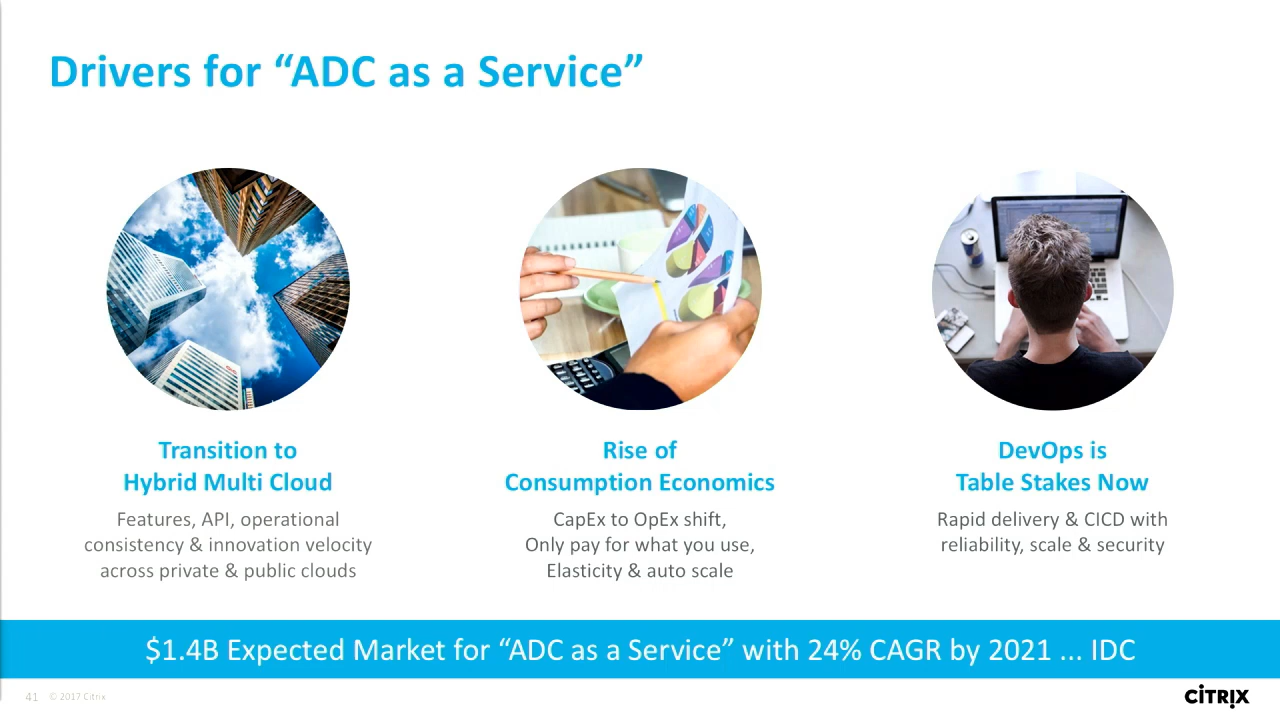 Drivers for “ADC as a Service”
Transition to
Hybrid Multi Cloud
Features, API, operational
consistency & innovation velocity
across private & public clouds
Rise of
Consumption Economics
CapEx to OpEx shift,
Only pay for what you use,
Elasticity & auto scale
DevOps is
Table Stakes Now
Rapid delivery & CICD with
reliability, scale & security
$1.4B Expected Market for “ADC as a Service” with 24% CAGR by 2021 ... IDC
41 © 2017 Citrix
CITRIX